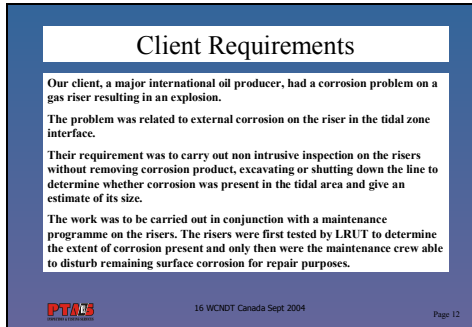 Client Requirements
Our client, a major international oil producer, had a corrosion problem on a
gas riser resulting in an explosion.
The problem was related to external corrosion on the riser in the tidal zone
interface.
Their requirement was to carry out non intrusive inspection on the risers
without removing corrosion product, excavating or shutting down the line to
determine whether corrosion was present in the tidal area and give an
estimate of its size.
The work was to be carried out in conjunction with a maintenance
programme on the risers. The risers were first tested by LRUT to determine
the extent of corrosion present and only then were the maintenance crew able
to disturb remaining surface corrosion for repair purposes.
16 WCNDT Canada Sept 2004
Page 12